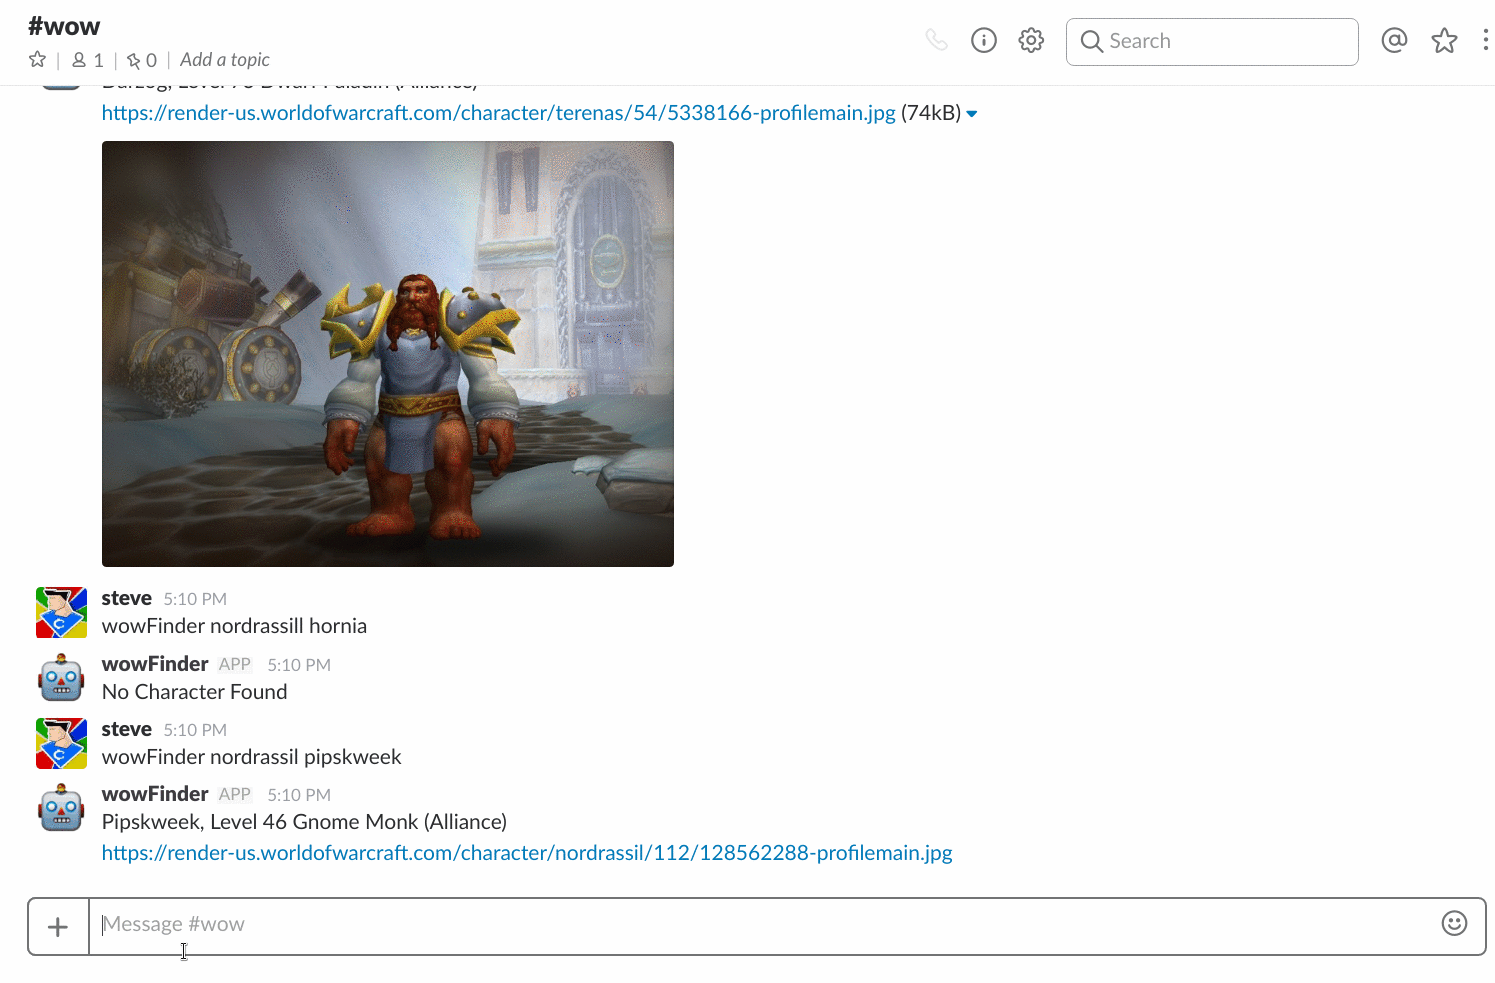 #wow
1
0
Add a topic
Search
(Alliance)
https://render-us.worldofwarcraft.com/character/terenas/54/5338166-profilemain.jpg (74kB)
steve 5:10 PM
wowFinder nordrassill hornia
wowFinder APP 5:10 PM
No Character Found
steve 5:10 PM
wowFinder nordrassil pipskweek
wowFinder APP 5:10 PM
Pipskweek, Level 46 Gnome Monk (Alliance)
https://render-us.worldofwarcraft.com/character/nordrassil/112/128562288-profilemain.jpg
Message #wow